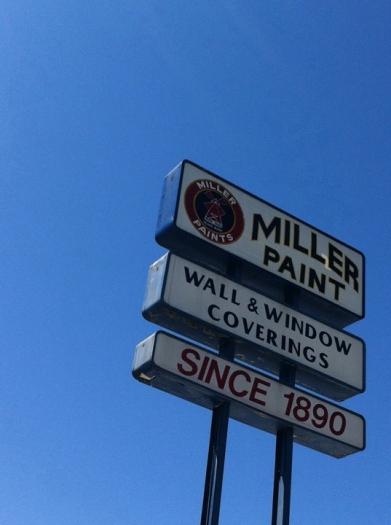 MILLER
PAINTS
MILLER
PAINT
WALL & WINDOW
COVERINGS
SINCE 1890